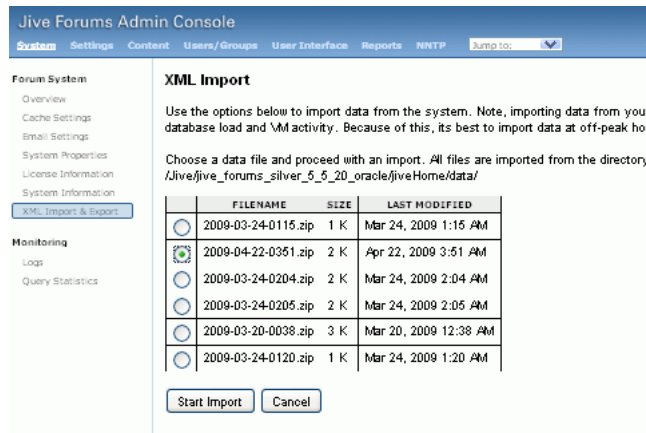 Jive Forums Admin Console
System Settings Content Users/Groups User Interface Reports NNTP Jump to:
Forum System
Overview
Cache Settings
Email Settings
System Properties
License Information
System Information
XML Import & Export
Monitoring
Logs
Query Statistics
XML Import
Use the options below to import data from the system. Note, importing data from you
database load and VM activity. Because of this, its best to import data at off-peak ho
Choose a data file and proceed with an import. All files are imported from the directory
/Jive/jive_forums_silver_5_5_20_oracle/jiveHome/data/
FILENAME SIZE LAST MODIFIED
2009-03-24-0115.zip 1 K Mar 24, 2009 1:15 AM
2009-04-22-0351.zip 2 K Apr 22, 2009 3:51 AM
2009-03-24-0204.zip 2 K Mar 24, 2009 2:04 AM
2009-03-24-0205.zip 2 K Mar 24, 2009 2:05 AM
2009-03-20-0038.zip 3 K Mar 20, 2009 12:38 AM
2009-03-24-0120.zip 1 K Mar 24, 2009 1:20 AM
Start Import Cancel